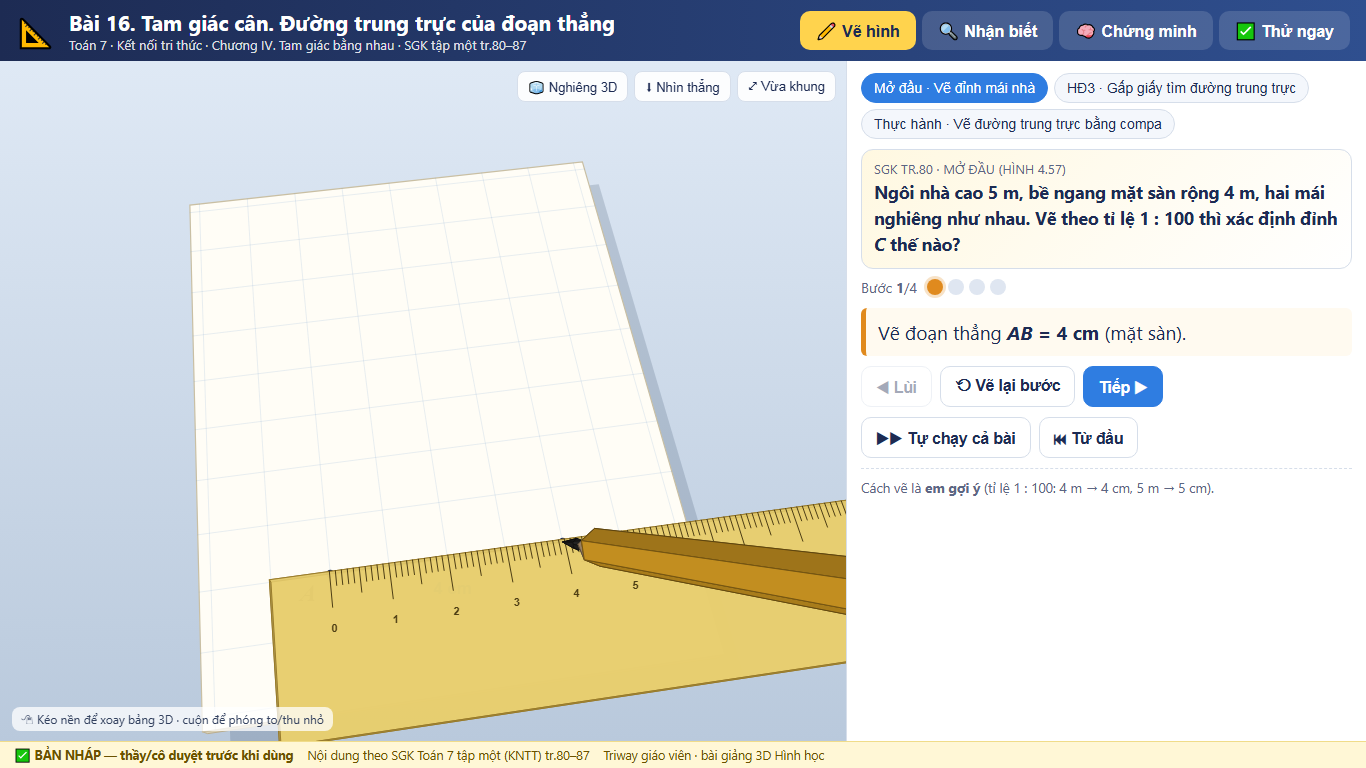 Bài 16. Tam giác cân. Đường trung trực của đoạn thẳng
Toán 7 · Kết nối tri thức · Chương IV. Tam giác bằng nhau · SGK tập một tr.80–87
Vẽ hình
Nhận biết
Chứng minh
Thử ngay
Nghiêng 3D
⬇ Nhìn thẳng
⤢ Vừa khung
Mở đầu · Vẽ đỉnh mái nhà
HĐ3 · Gấp giấy tìm đường trung trực
Thực hành · Vẽ đường trung trực bằng compa
SGK TR.80 · MỞ ĐẦU (HÌNH 4.57)
Ngôi nhà cao 5 m, bề ngang mặt sàn rộng 4 m, hai mái
nghiêng như nhau. Vẽ theo tỉ lệ 1 : 100 thì xác định đỉnh
C thế nào?
Bước 1/4
Vẽ đoạn thẳng AB = 4 cm (mặt sàn).
◀ Lùi
⟲ Vẽ lại bước
Tiếp ▶
▶▶ Tự chạy cả bài
⏮ Từ đầu
Cách vẽ là em gợi ý (tỉ lệ 1 : 100: 4 m → 4 cm, 5 m → 5 cm).
0 1 2 3 4 5
Kéo nền để xoay bảng 3D · cuộn để phóng to/thu nhỏ
BẢN NHÁP — thầy/cô duyệt trước khi dùng Nội dung theo SGK Toán 7 tập một (KNTT) tr.80–87 Triway giáo viên · bài giảng 3D Hình học